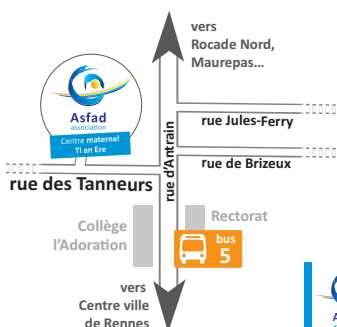 vers
Rocade Nord,
Maurepas...
Asfad
association
Centre maternel
Ti an Ere
rue Jules-Ferry
rue d'Antrain
rue de Brizeux
rue des Tanneurs
Collège
l'Adoration
Rectorat
bus
5
vers
Centre ville
de Rennes